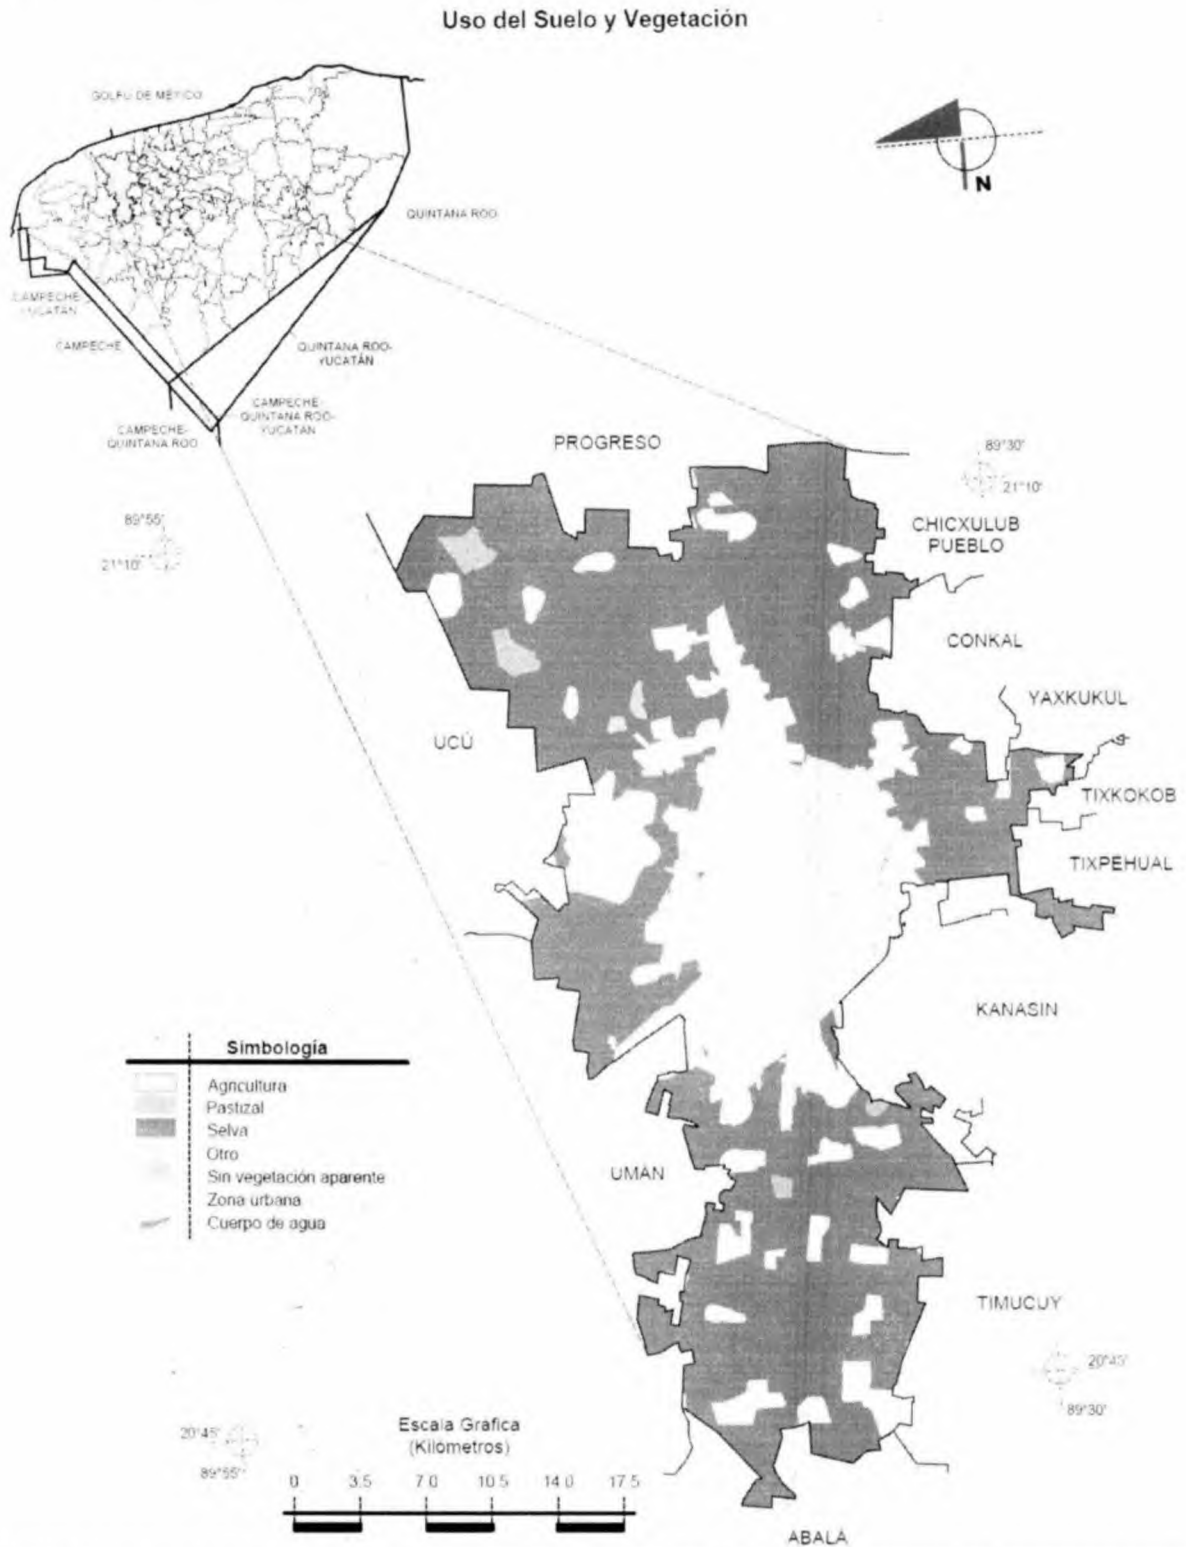 Uso del Suelo y Vegetación
GOLFU DE MÉXICO
N
QUINTANA ROO
CAMPECHE-
YUCATÁN
CAMPECHE
QUINTANA ROO-
YUCATÁN
CAMPECHE-
QUINTANA ROO-
YUCATÁN
CAMPECHE-
QUINTANA ROO
PROGRESO
89°30'
21°10'
89°55'
21°10'
CHICXULUB
PUEBLO
CONKAL
YAXKUKUL
UCÚ
TIXKOKOB
TIXPEHUAL
KANASIN
Simbología
Agricultura
Pastizal
Selva
Otro
Sin vegetación aparente
Zona urbana
Cuerpo de agua
UMÁN
TIMUCUY
20°45'
89°30'
20°45'
89°55'
Escala Gráfica
(Kilómetros)
0 3.5 7.0 10.5 14.0 17.5
ABALÁ